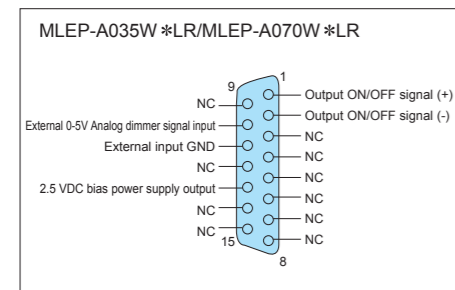 MLEP-A035W *LR/MLEP-A070W *LR
9
1
NC
Output ON/OFF signal (+)
External 0-5V Analog dimmer signal input
Output ON/OFF signal (-)
External input GND
NC
NC
NC
2.5 VDC bias power supply output
NC
NC
NC
NC
NC
15
NC
8